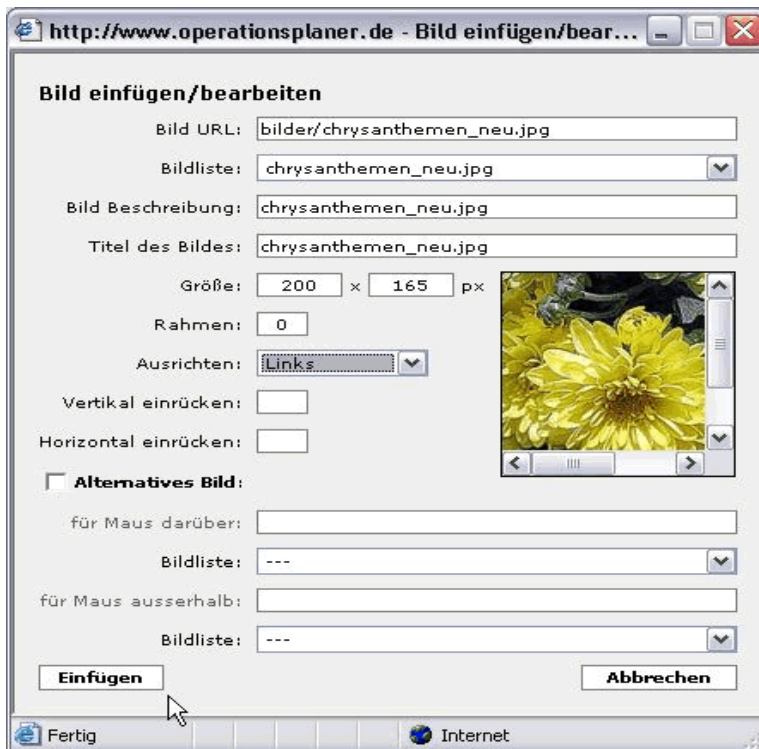 http://www.operationsplaner.de - Bild einfügen/bear...
Bild einfügen/bearbeiten
Bild URL: bilder/chrysanthemen_neu.jpg
Bildliste: chrysanthemen_neu.jpg
Bild Beschreibung: chrysanthemen_neu.jpg
Titel des Bildes: chrysanthemen_neu.jpg
Größe: 200 x 165 px
Rahmen: 0
Ausrichten: Links
Vertikal einrücken:
Horizontal einrücken:
Alternatives Bild:
für Maus darüber:
Bildliste: ---
für Maus ausserhalb:
Bildliste: ---
Einfügen Abbrechen
Fertig Internet